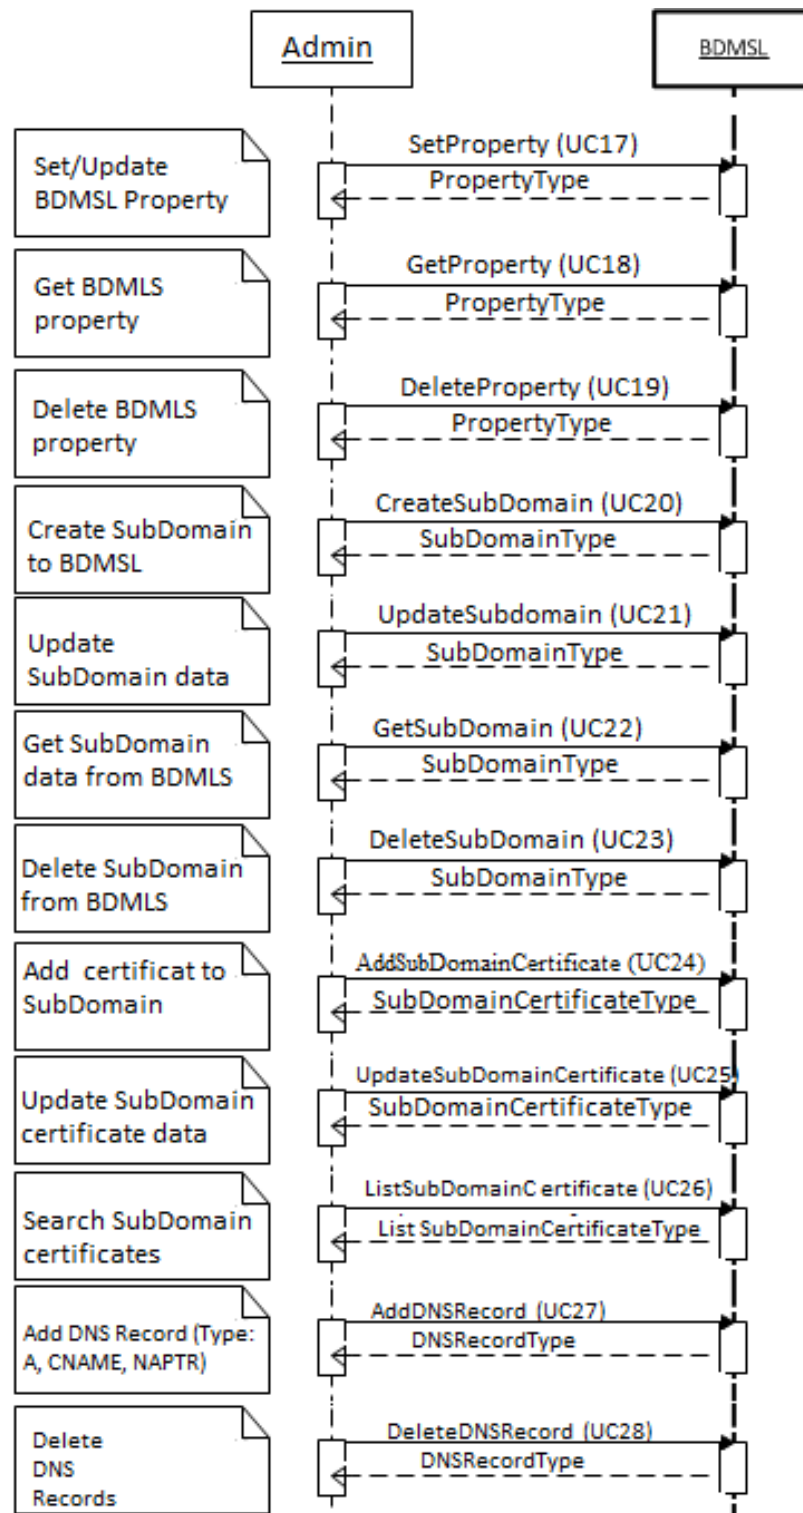 Admin
BDMSL
Set/Update
BDMSL Property
SetProperty (UC17)
PropertyType
Get BDMLS
property
GetProperty (UC18)
PropertyType
Delete BDMLS
property
DeleteProperty (UC19)
PropertyType
Create SubDomain
to BDMSL
CreateSubDomain (UC20)
SubDomainType
Update
SubDomain data
UpdateSubdomain (UC21)
SubDomainType
Get SubDomain
data from BDMLS
GetSubDomain (UC22)
SubDomainType
Delete SubDomain
from BDMLS
DeleteSubDomain (UC23)
SubDomainType
Add certificat to
SubDomain
AddSubDomainCertificate (UC24)
SubDomainCertificateType
Update SubDomain
certificate data
UpdateSubDomainCertificate (UC25)
SubDomainCertificateType
Search SubDomain
certificates
ListSubDomainC ertificate (UC26)
List SubDomainCertificateType
Add DNS Record (Type:
A, CNAME, NAPTR)
AddDNSRecord (UC27)
DNSRecordType
Delete
DNS
Records
DeleteDNSRecord (UC28)
DNSRecordType